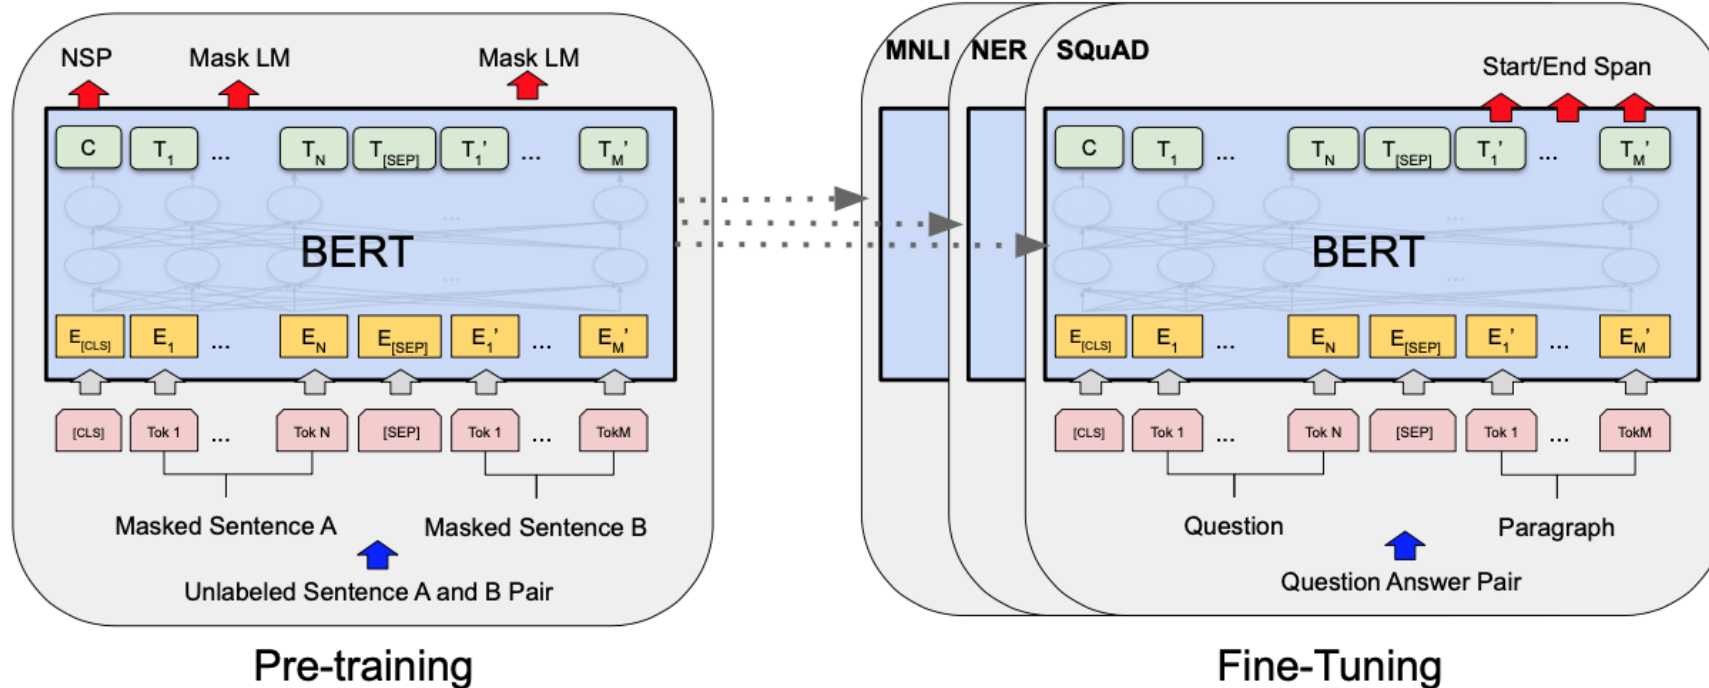 NSP Mask LM Mask LM
C T1 ... TN T[SEP] T1' ... TM'
...
BERT
...
E[CLS] E1 ... EN E[SEP] E1' ... EM'
[CLS] Tok 1 ... Tok N [SEP] Tok 1 ... TokM
Masked Sentence A Masked Sentence B
Unlabeled Sentence A and B Pair
Pre-training
MNLI NER SQuAD
Start/End Span
C T1 ... TN T[SEP] T1' ... TM'
...
BERT
...
E[CLS] E1 ... EN E[SEP] E1' ... EM'
[CLS] Tok 1 ... Tok N [SEP] Tok 1 ... TokM
Question Paragraph
Question Answer Pair
Fine-Tuning